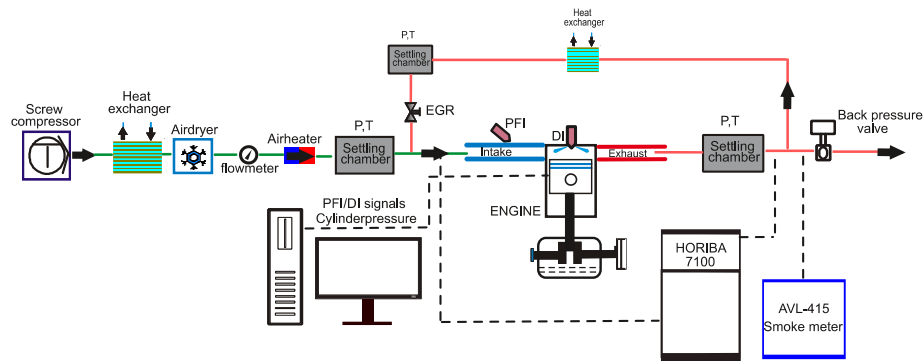 P,T
Settling
chamber
Heat
exchanger
EGR
PFI
DI
Screw
compressor
Heat
exchanger
Airdryer
flowmeter
Airheater
P,T
Settling
chamber
Intake
Exhaust
P,T
Settling
chamber
Back pressure
valve
PFI/DI signals
Cylinderpressure
ENGINE
HORIBA
7100
AVL-415
Smoke meter